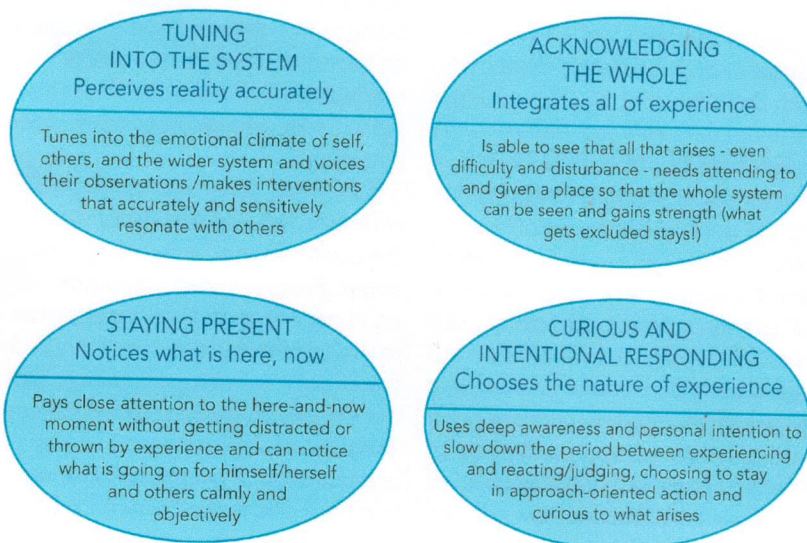 TUNING
INTO THE SYSTEM
Perceives reality accurately
Tunes into the emotional climate of self,
others, and the wider system and voices
their observations /makes interventions
that accurately and sensitively
resonate with others
ACKNOWLEDGING
THE WHOLE
Integrates all of experience
Is able to see that all that arises - even
difficulty and disturbance - needs attending to
and given a place so that the whole system
can be seen and gains strength (what
gets excluded stays!)
STAYING PRESENT
Notices what is here, now
Pays close attention to the here-and-now
moment without getting distracted or
thrown by experience and can notice
what is going on for himself/herself
and others calmly and
objectively
CURIOUS AND
INTENTIONAL RESPONDING
Chooses the nature of experience
Uses deep awareness and personal intention to
slow down the period between experiencing
and reacting/judging, choosing to stay
in approach-oriented action and
curious to what arises